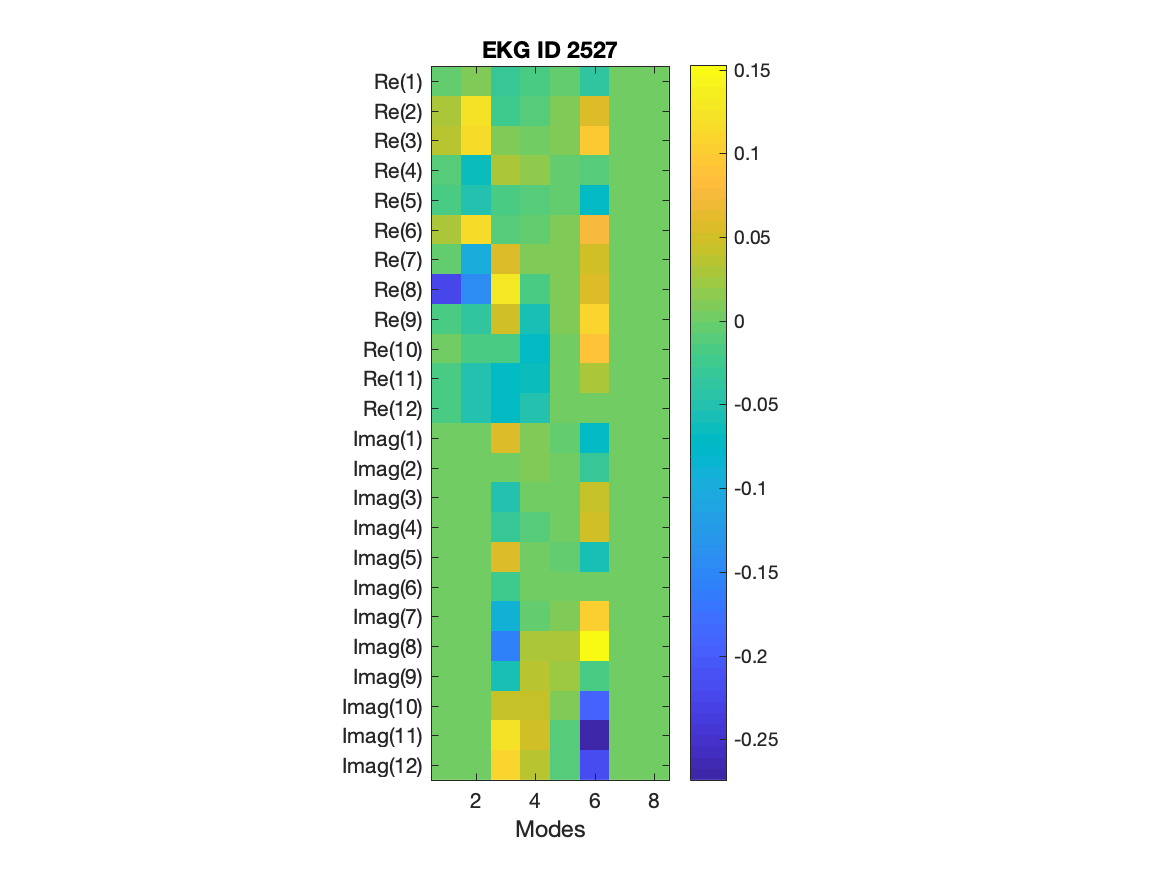 EKG ID 2527
Re(1)
Re(2)
Re(3)
Re(4)
Re(5)
Re(6)
Re(7)
Re(8)
Re(9)
Re(10)
Re(11)
Re(12)
Imag(1)
Imag(2)
Imag(3)
Imag(4)
Imag(5)
Imag(6)
Imag(7)
Imag(8)
Imag(9)
Imag(10)
Imag(11)
Imag(12)
2 4 6 8
Modes
0.15
0.1
0.05
0
-0.05
-0.1
-0.15
-0.2
-0.25